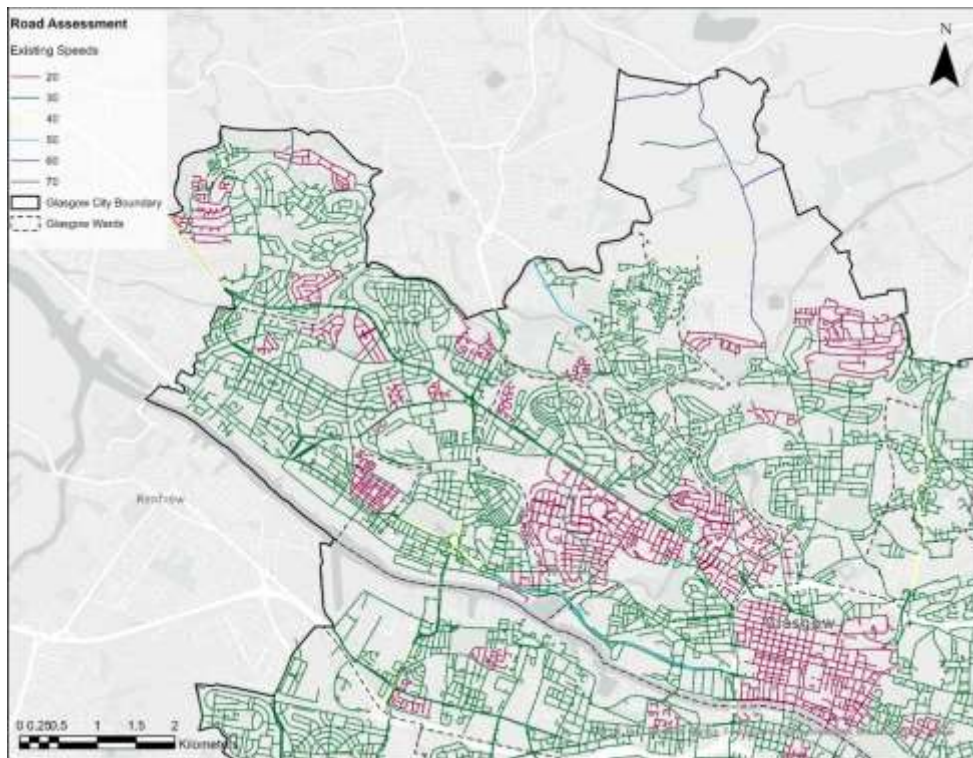 Road Assessment
Existing Speeds
20
30
40
50
60
70
Glasgow City Boundary
Glasgow Wards
N
Renfrew
Glasgow
0 0.25 0.5 1 1.5 2
Kilometers